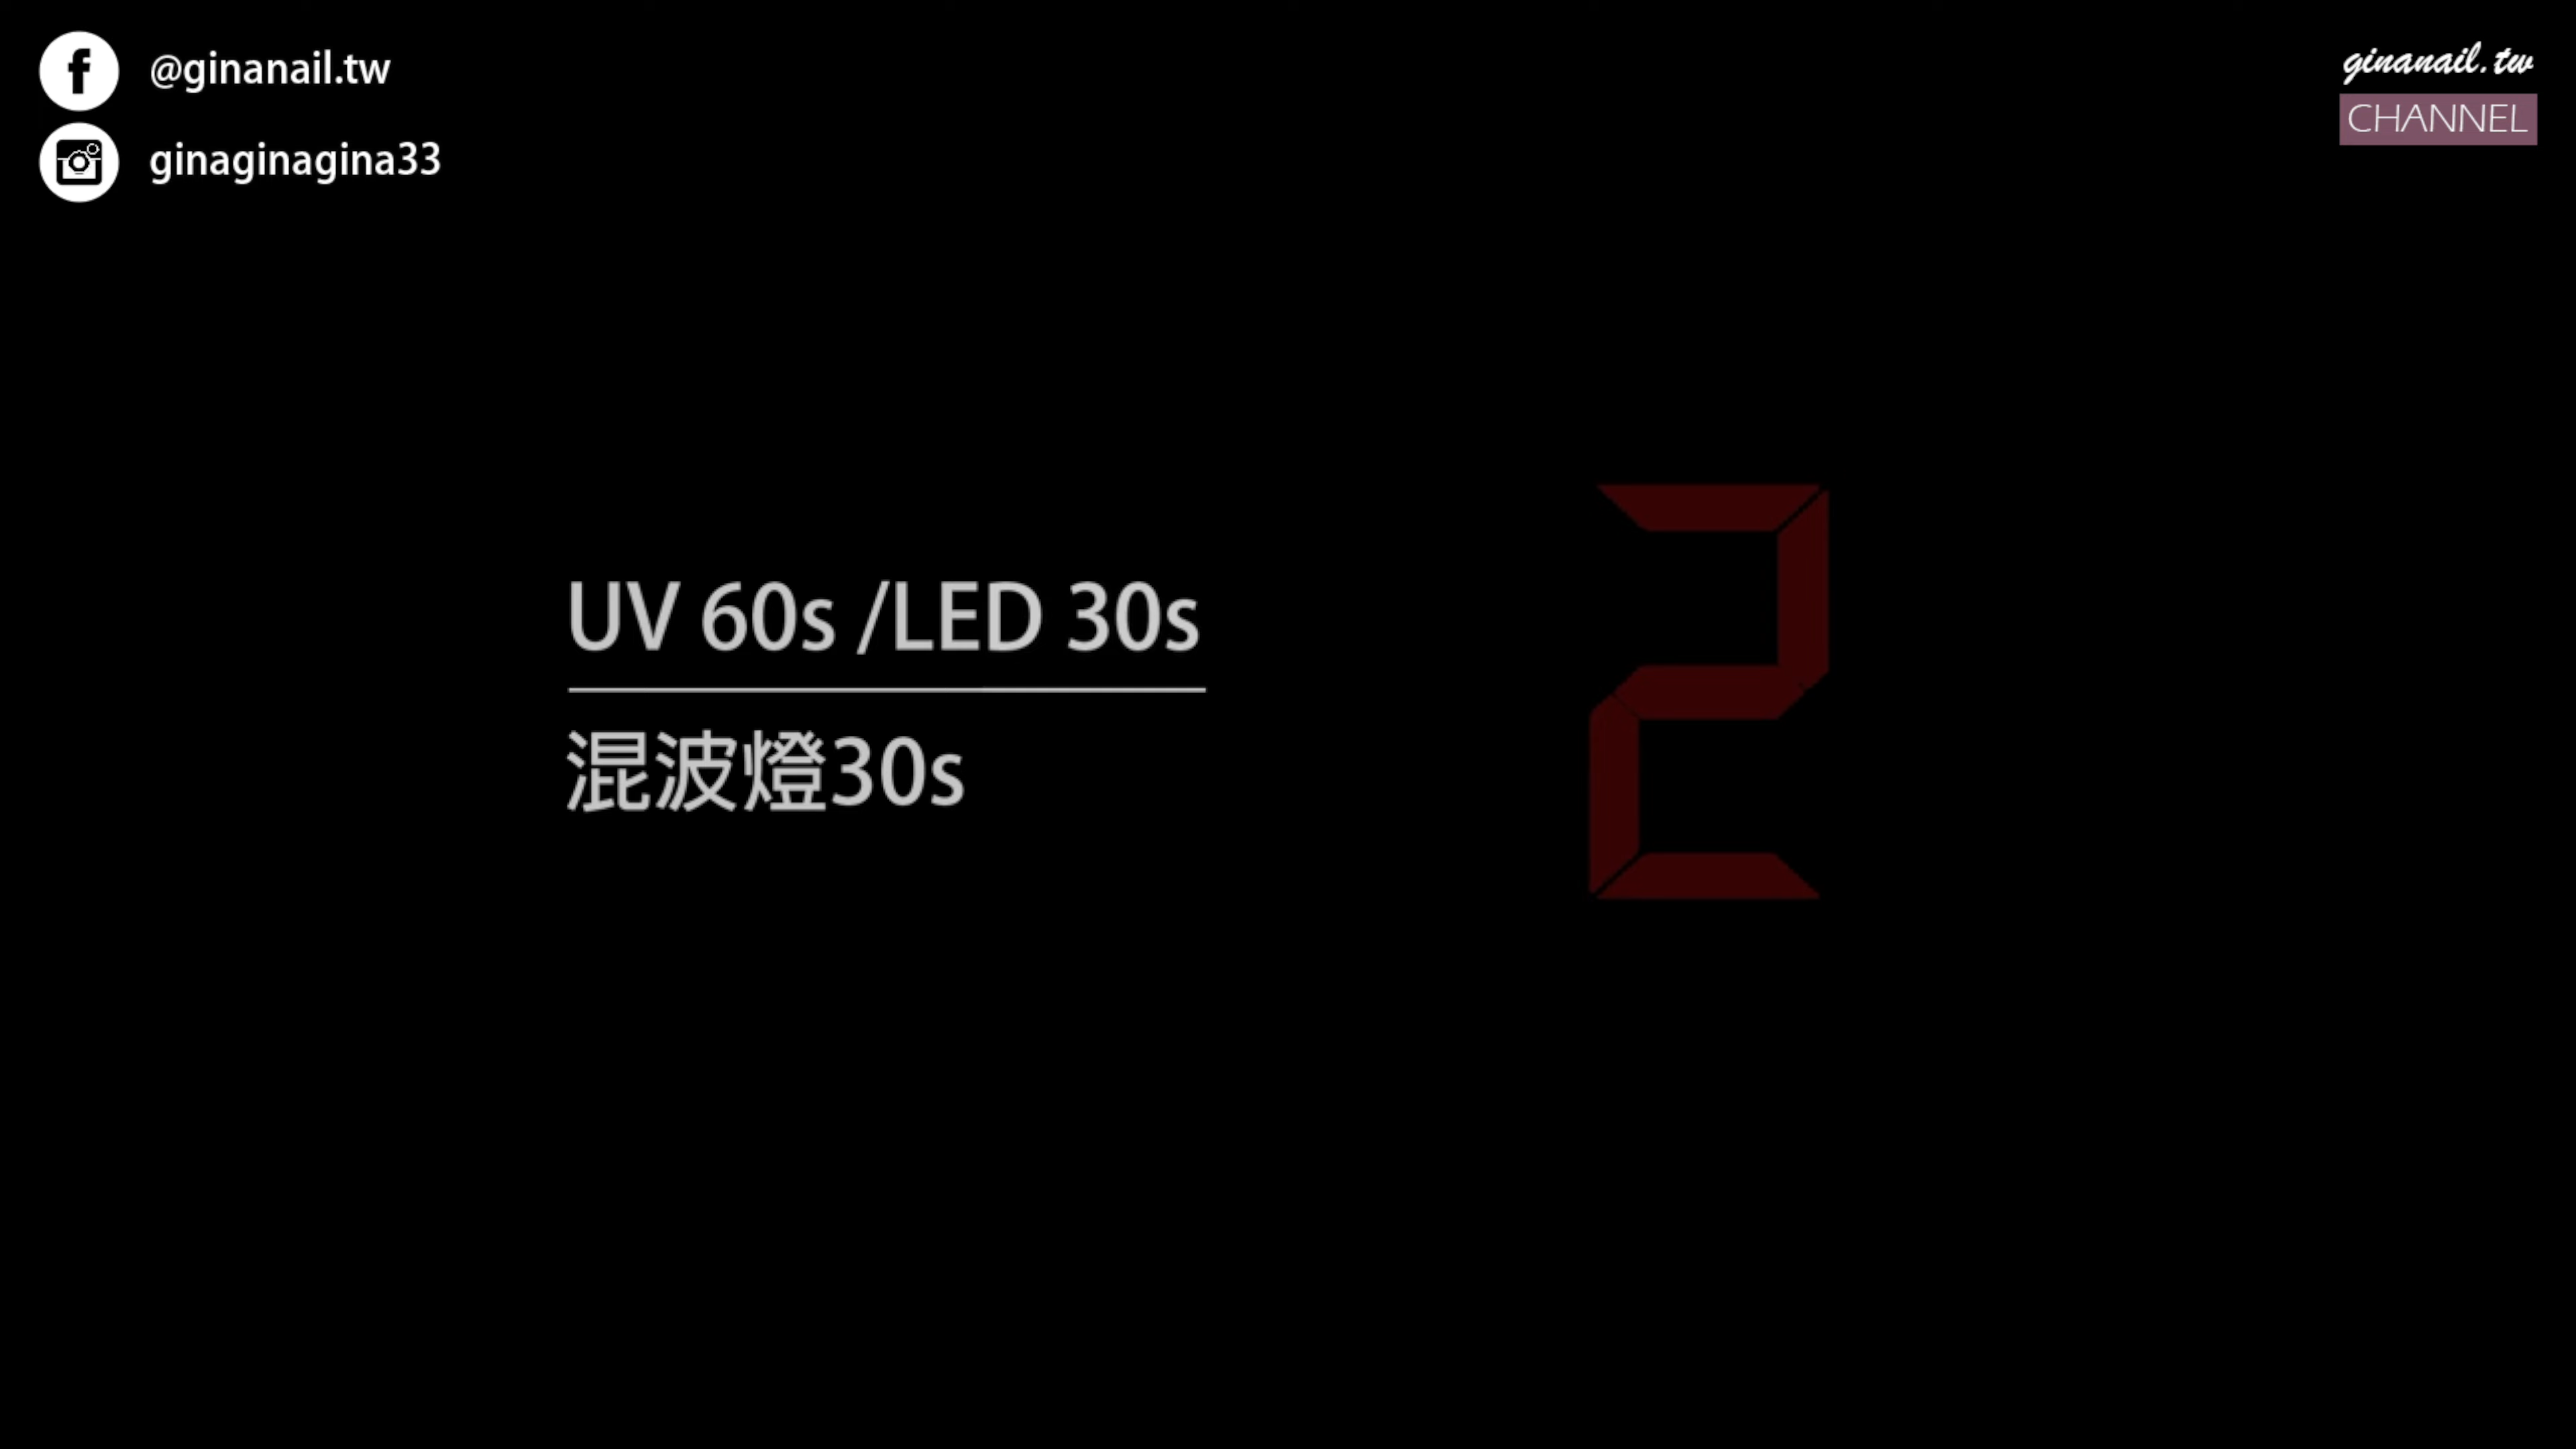 @ginanail.tw
ginaginagina33
ginanail.tw
CHANNEL
UV 60s /LED 30s
混波燈30s
2